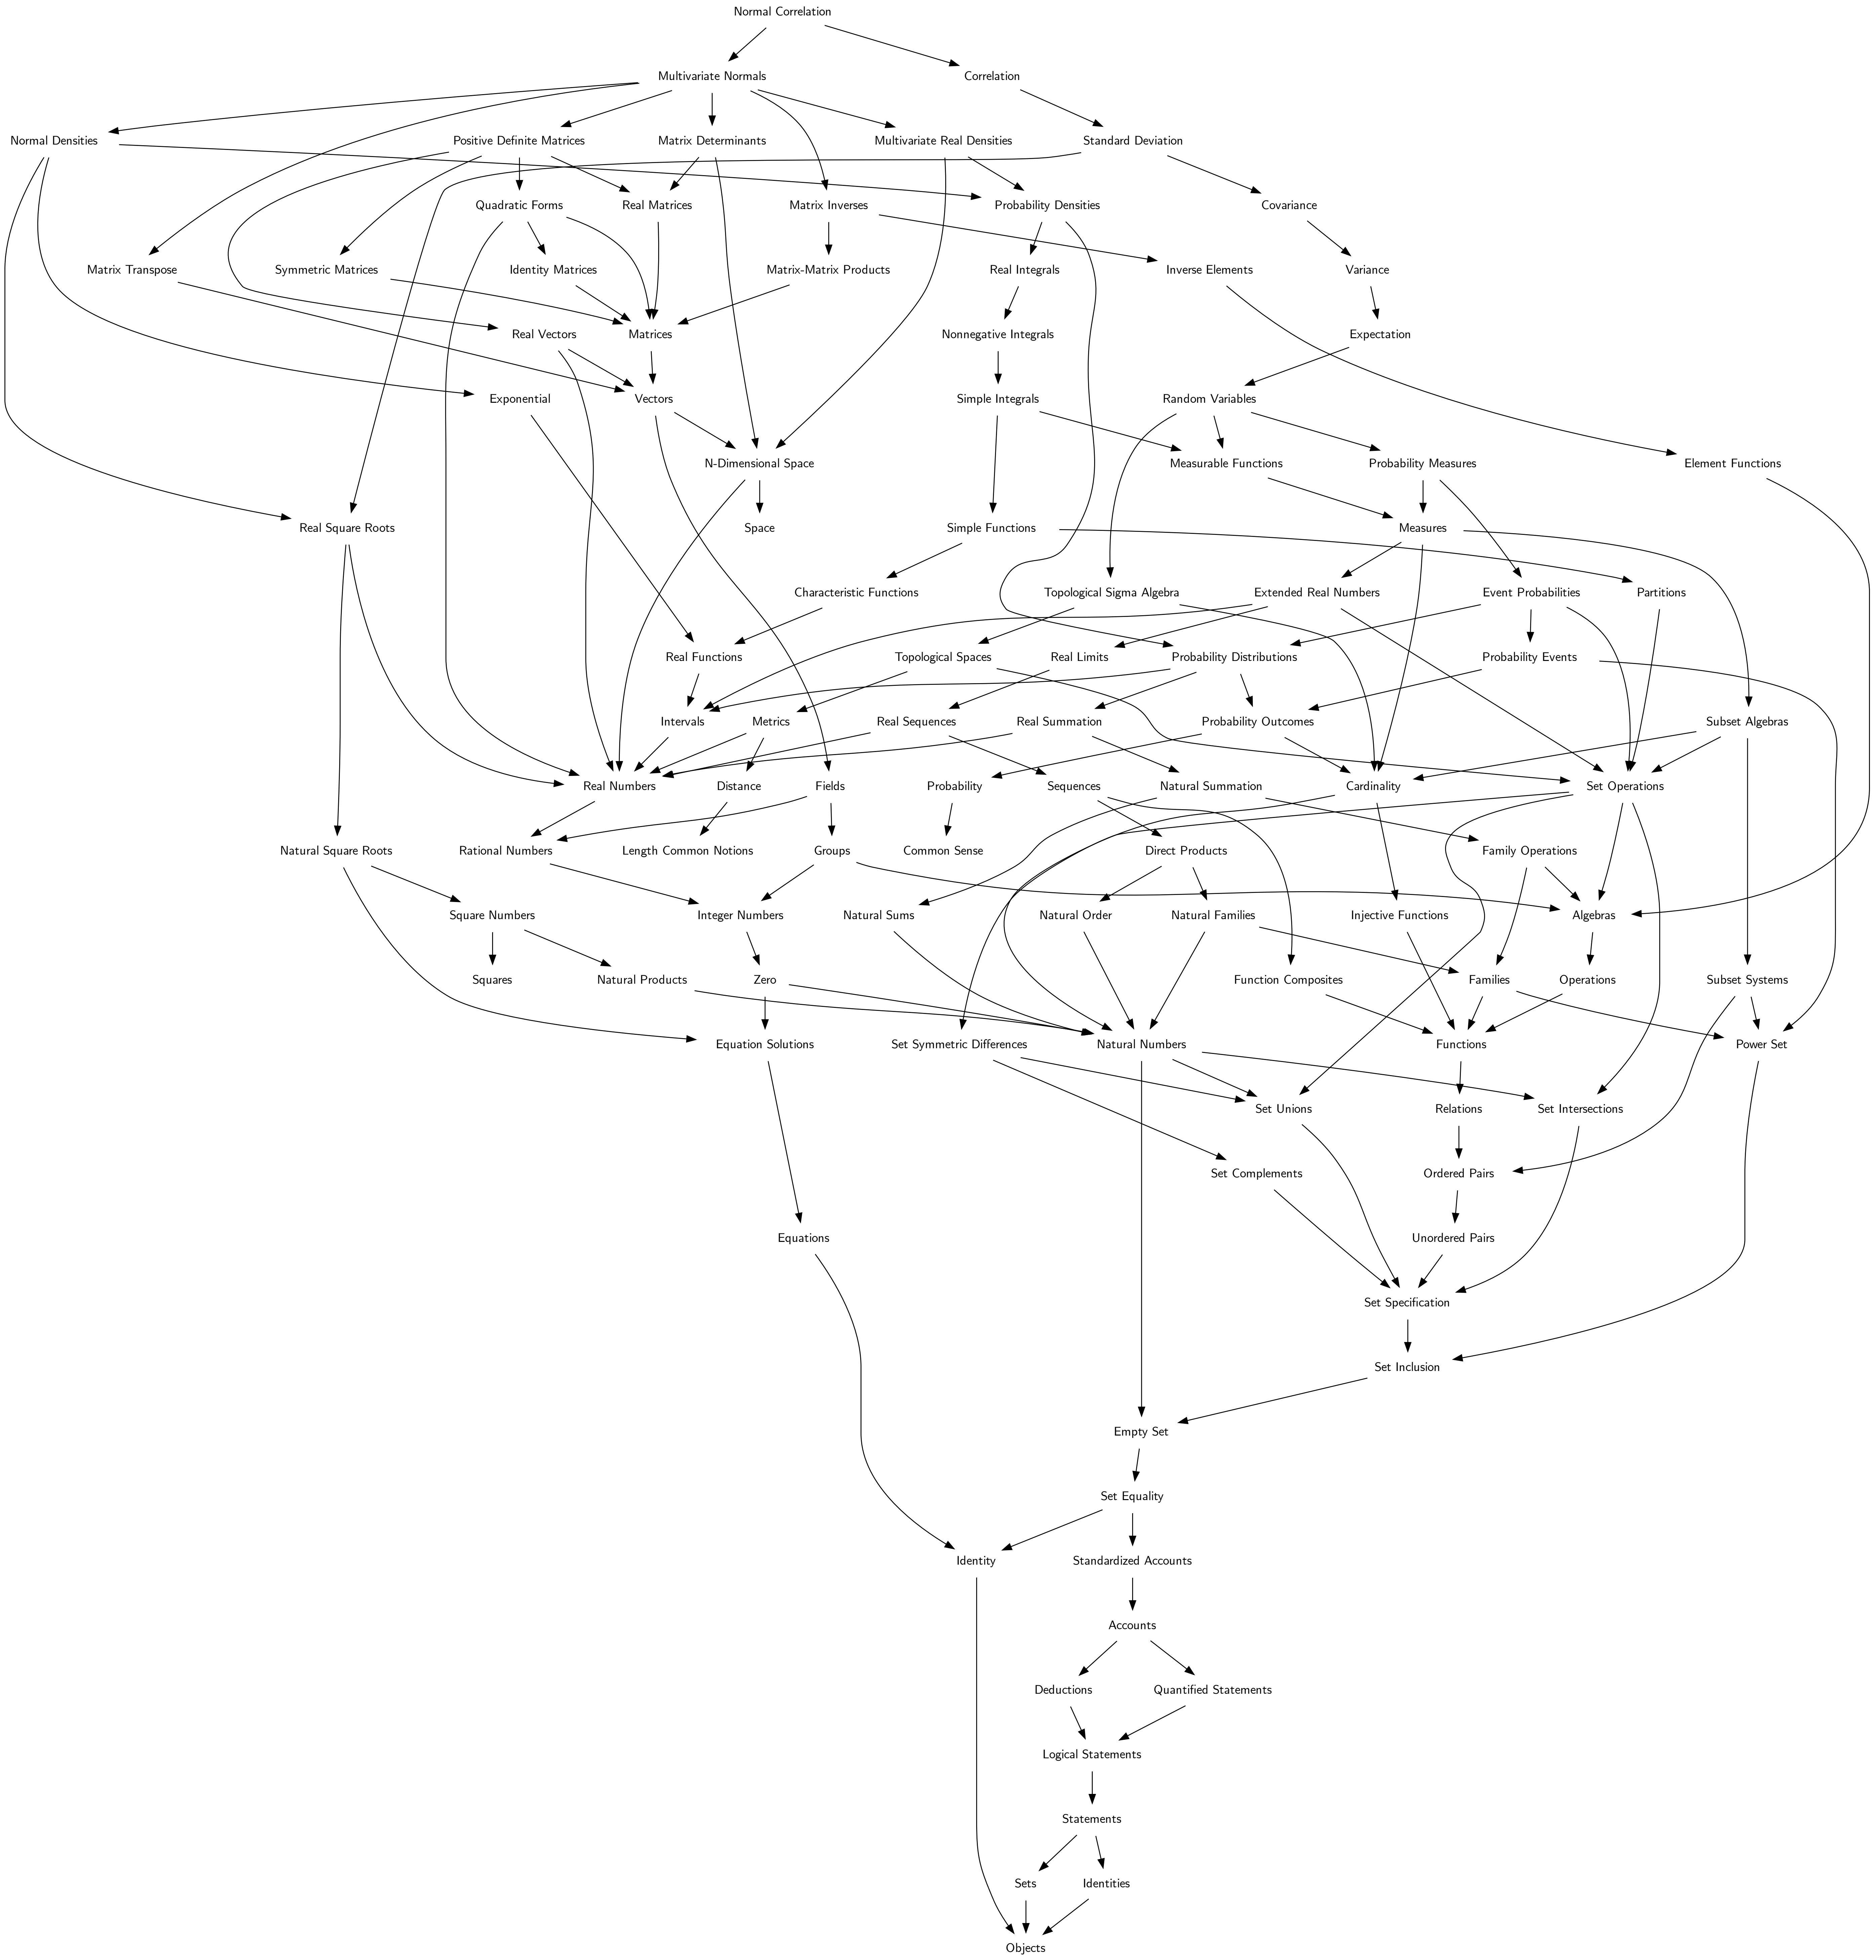 Normal Correlation
Multivariate Normals
Correlation
Normal Densities
Positive Definite Matrices
Matrix Determinants
Multivariate Real Densities
Standard Deviation
Quadratic Forms
Real Matrices
Matrix Inverses
Probability Densities
Covariance
Matrix Transpose
Symmetric Matrices
Identity Matrices
Matrix-Matrix Products
Real Integrals
Inverse Elements
Variance
Real Vectors
Matrices
Nonnegative Integrals
Expectation
Exponential
Vectors
Simple Integrals
Random Variables
N-Dimensional Space
Measurable Functions
Probability Measures
Element Functions
Real Square Roots
Space
Simple Functions
Measures
Characteristic Functions
Topological Sigma Algebra
Extended Real Numbers
Event Probabilities
Partitions
Real Functions
Topological Spaces
Real Limits
Probability Distributions
Probability Events
Intervals
Metrics
Real Sequences
Real Summation
Probability Outcomes
Subset Algebras
Real Numbers
Distance
Fields
Probability
Sequences
Natural Summation
Cardinality
Set Operations
Natural Square Roots
Rational Numbers
Length Common Notions
Groups
Common Sense
Direct Products
Family Operations
Square Numbers
Integer Numbers
Natural Sums
Natural Order
Natural Families
Injective Functions
Algebras
Squares
Natural Products
Zero
Function Composites
Families
Operations
Subset Systems
Equation Solutions
Set Symmetric Differences
Natural Numbers
Functions
Power Set
Set Unions
Relations
Set Intersections
Set Complements
Ordered Pairs
Equations
Unordered Pairs
Set Specification
Set Inclusion
Empty Set
Set Equality
Identity
Standardized Accounts
Accounts
Deductions
Quantified Statements
Logical Statements
Statements
Sets
Identities
Objects